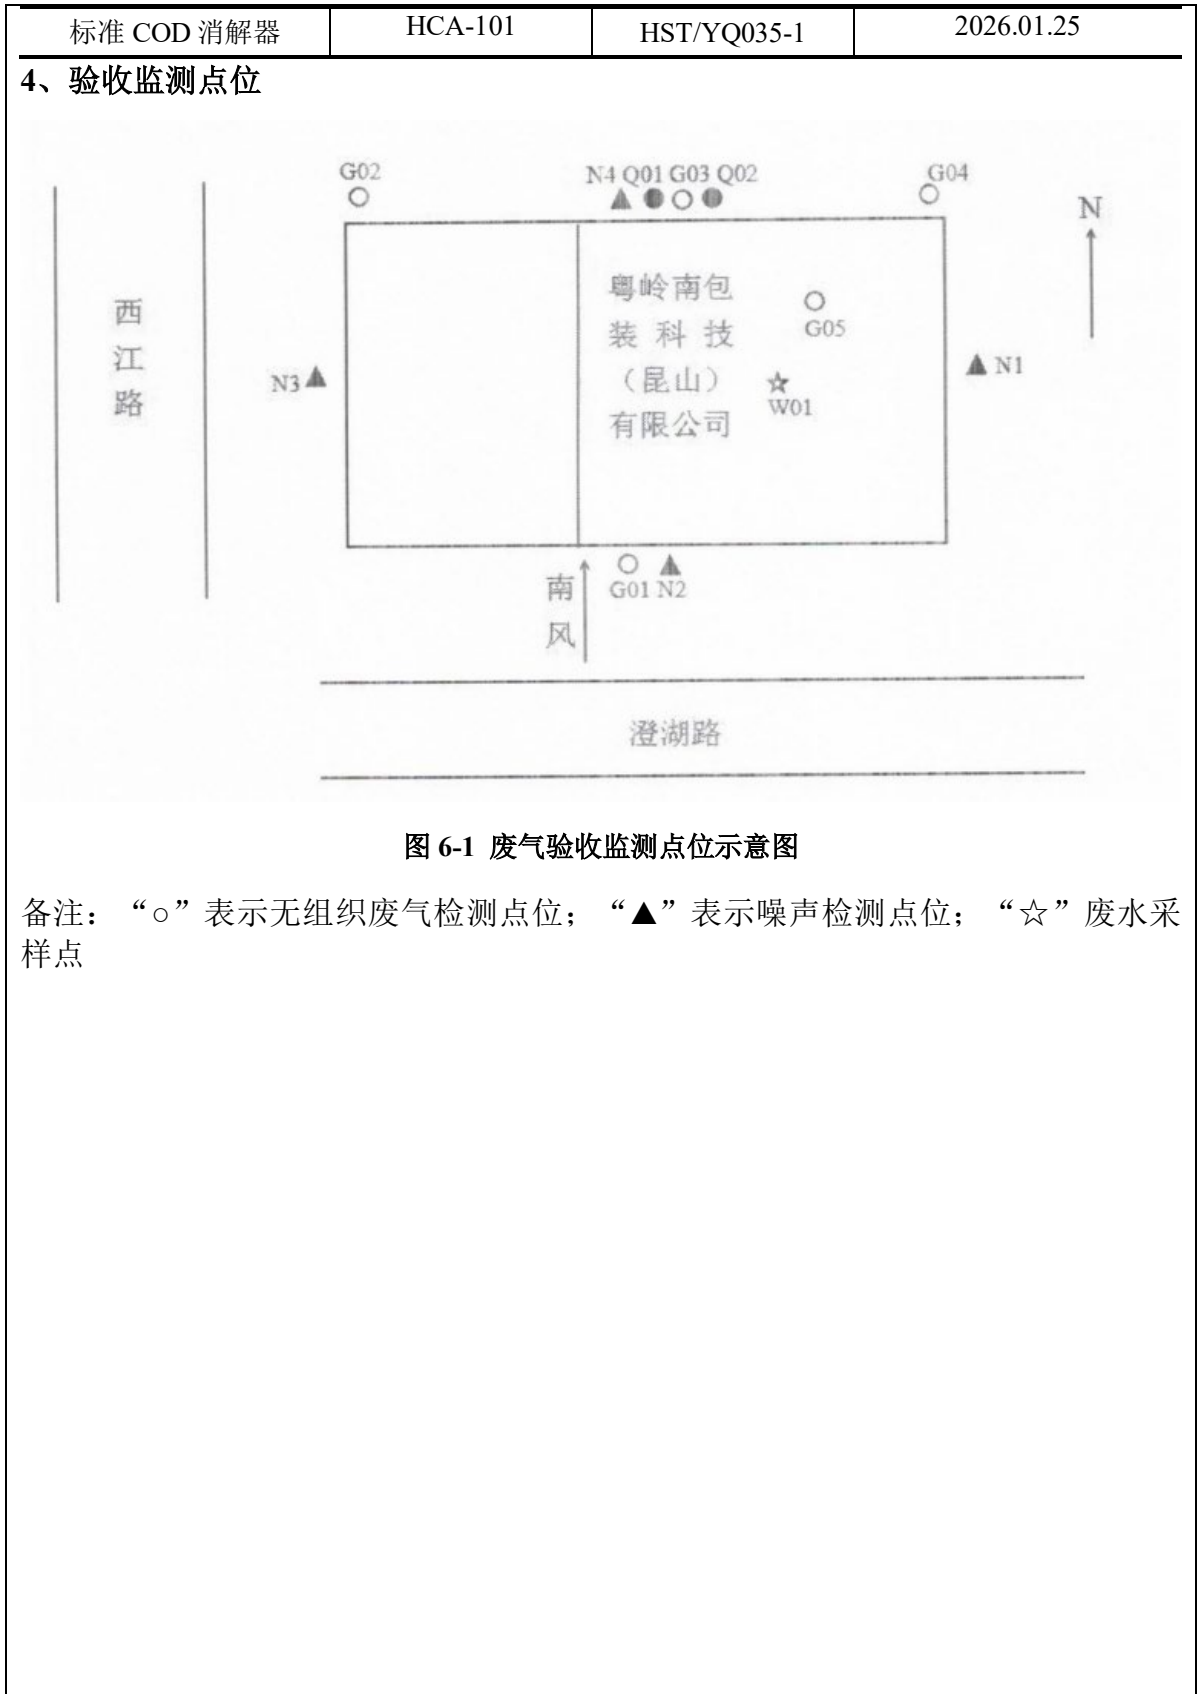 标准 COD 消解器 HCA-101 HST/YQ035-1 2026.01.25
4、验收监测点位
G02 N4 Q01 G03 Q02 G04
N
西江路
粤岭南包
装科技
（昆山）
有限公司
G05
W01
N3
N1
G01 N2
南风
澄湖路
图 6-1 废气验收监测点位示意图
备注：“○”表示无组织废气检测点位；“▲”表示噪声检测点位；“☆”废水采
样点